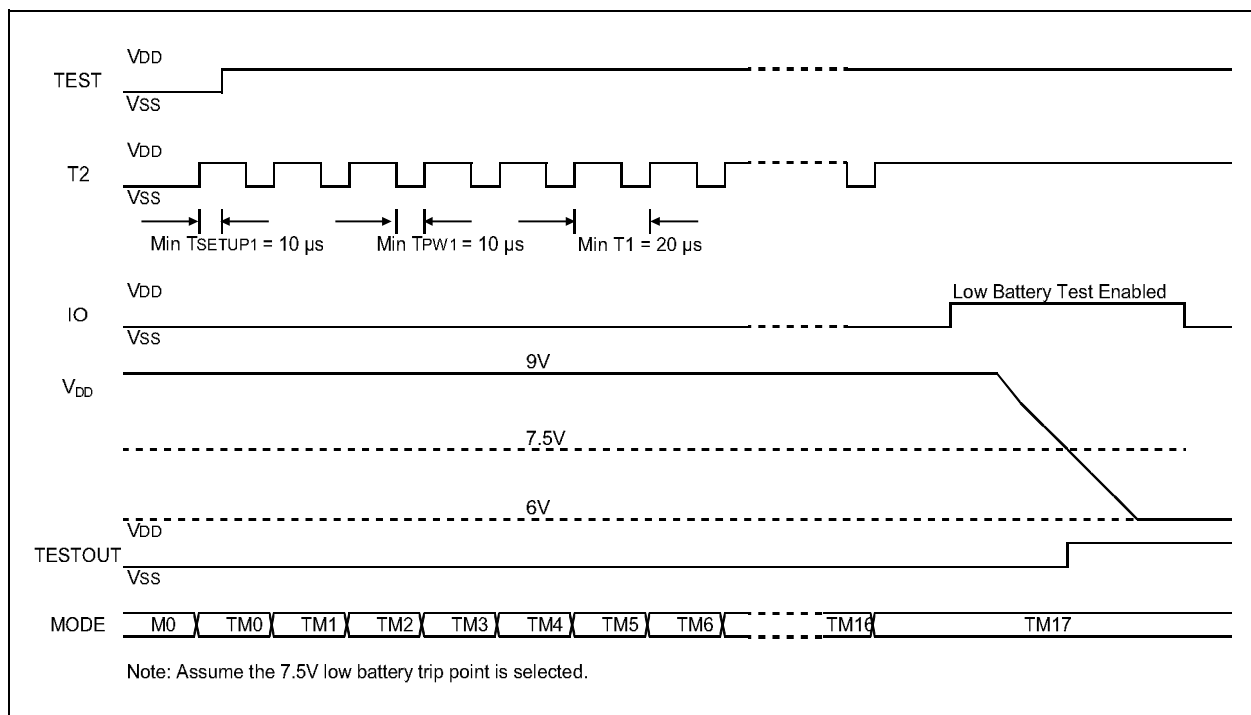 VDD
TEST
VSS
VDD
T2
VSS
Min TSETUP1 = 10 µs
Min TPW1 = 10 µs
Min T1 = 20 µs
VDD
Low Battery Test Enabled
IO
VSS
9V
VDD
7.5V
6V
VDD
TESTOUT
VSS
MODE M0 TM0 TM1 TM2 TM3 TM4 TM5 TM6 TM16 TM17
Note: Assume the 7.5V low battery trip point is selected.